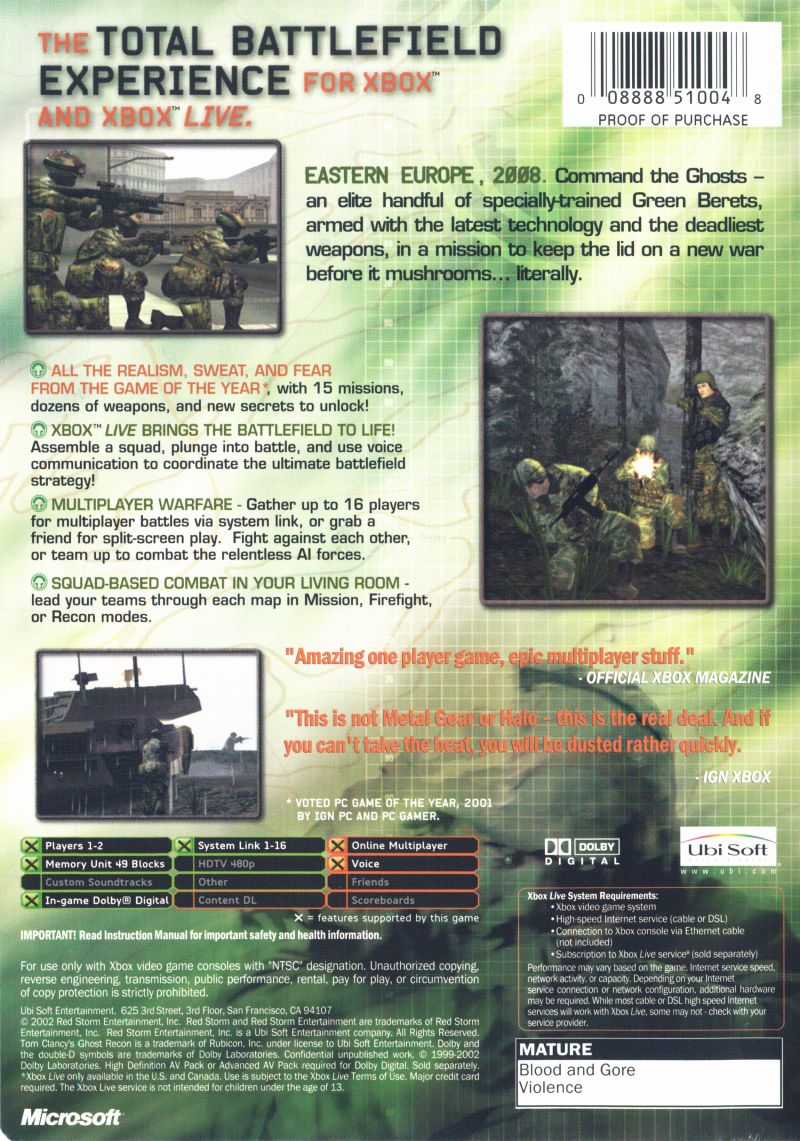 THE TOTAL BATTLEFIELD
EXPERIENCE FOR XBOX™
AND XBOX™ LIVE.
0 08888 51004 8
PROOF OF PURCHASE
EASTERN EUROPE, 2008. Command the Ghosts –
an elite handful of specially-trained Green Berets,
armed with the latest technology and the deadliest
weapons, in a mission to keep the lid on a new war
before it mushrooms... literally.
ALL THE REALISM, SWEAT, AND FEAR
FROM THE GAME OF THE YEAR*, with 15 missions,
dozens of weapons, and new secrets to unlock!
XBOX™ LIVE BRINGS THE BATTLEFIELD TO LIFE!
Assemble a squad, plunge into battle, and use voice
communication to coordinate the ultimate battlefield
strategy!
MULTIPLAYER WARFARE - Gather up to 16 players
for multiplayer battles via system link, or grab a
friend for split-screen play. Fight against each other,
or team up to combat the relentless AI forces.
SQUAD-BASED COMBAT IN YOUR LIVING ROOM -
lead your teams through each map in Mission, Firefight,
or Recon modes.
"Amazing one player game, epic multiplayer stuff."
- OFFICIAL XBOX MAGAZINE
"This is not Metal Gear or Halo – this is the real deal. And if
you can't take the heat, you will be dusted rather quickly.
- IGN XBOX
* VOTED PC GAME OF THE YEAR, 2001
BY IGN PC AND PC GAMER.
Players 1-2
Memory Unit 49 Blocks
Custom Soundtracks
In-game Dolby® Digital
System Link 1-16
HDTV 480p
Other
Content DL
Online Multiplayer
Voice
Friends
Scoreboards
X = features supported by this game
DOLBY
DIGITAL
Ubi Soft
ENTERTAINMENT
www.ubi.com
IMPORTANT! Read Instruction Manual for important safety and health information.
For use only with Xbox video game consoles with "NTSC" designation. Unauthorized copying,
reverse engineering, transmission, public performance, rental, pay for play, or circumvention
of copy protection is strictly prohibited.
Ubi Soft Entertainment. 625 3rd Street, 3rd Floor, San Francisco, CA 94107
© 2002 Red Storm Entertainment, Inc. Red Storm and Red Storm Entertainment are trademarks of Red Storm
Entertainment, Inc. Red Storm Entertainment, Inc. is a Ubi Soft Entertainment company. All Rights Reserved.
Tom Clancy's Ghost Recon is a trademark of Rubicon, Inc. under license to Ubi Soft Entertainment. Dolby and
the double-D symbols are trademarks of Dolby Laboratories. Confidential unpublished work. © 1999-2002
Dolby Laboratories. High Definition AV Pack or Advanced AV Pack required for Dolby Digital. Sold separately.
*Xbox Live only available in the U.S. and Canada. Use is subject to the Xbox Live Terms of Use. Major credit card
required. The Xbox Live service is not intended for children under the age of 13.
Microsoft®
Xbox Live System Requirements:
• Xbox video game system
• High-speed Internet service (cable or DSL)
• Connection to Xbox console via Ethernet cable
(not included)
• Subscription to Xbox Live service* (sold separately)
Performance may vary based on the game, Internet service speed,
network activity, or capacity. Depending on your Internet
service connection or network configuration, additional hardware
may be required. While most cable or DSL high speed Internet
services will work with Xbox Live, some may not - check with your
service provider.
MATURE
Blood and Gore
Violence